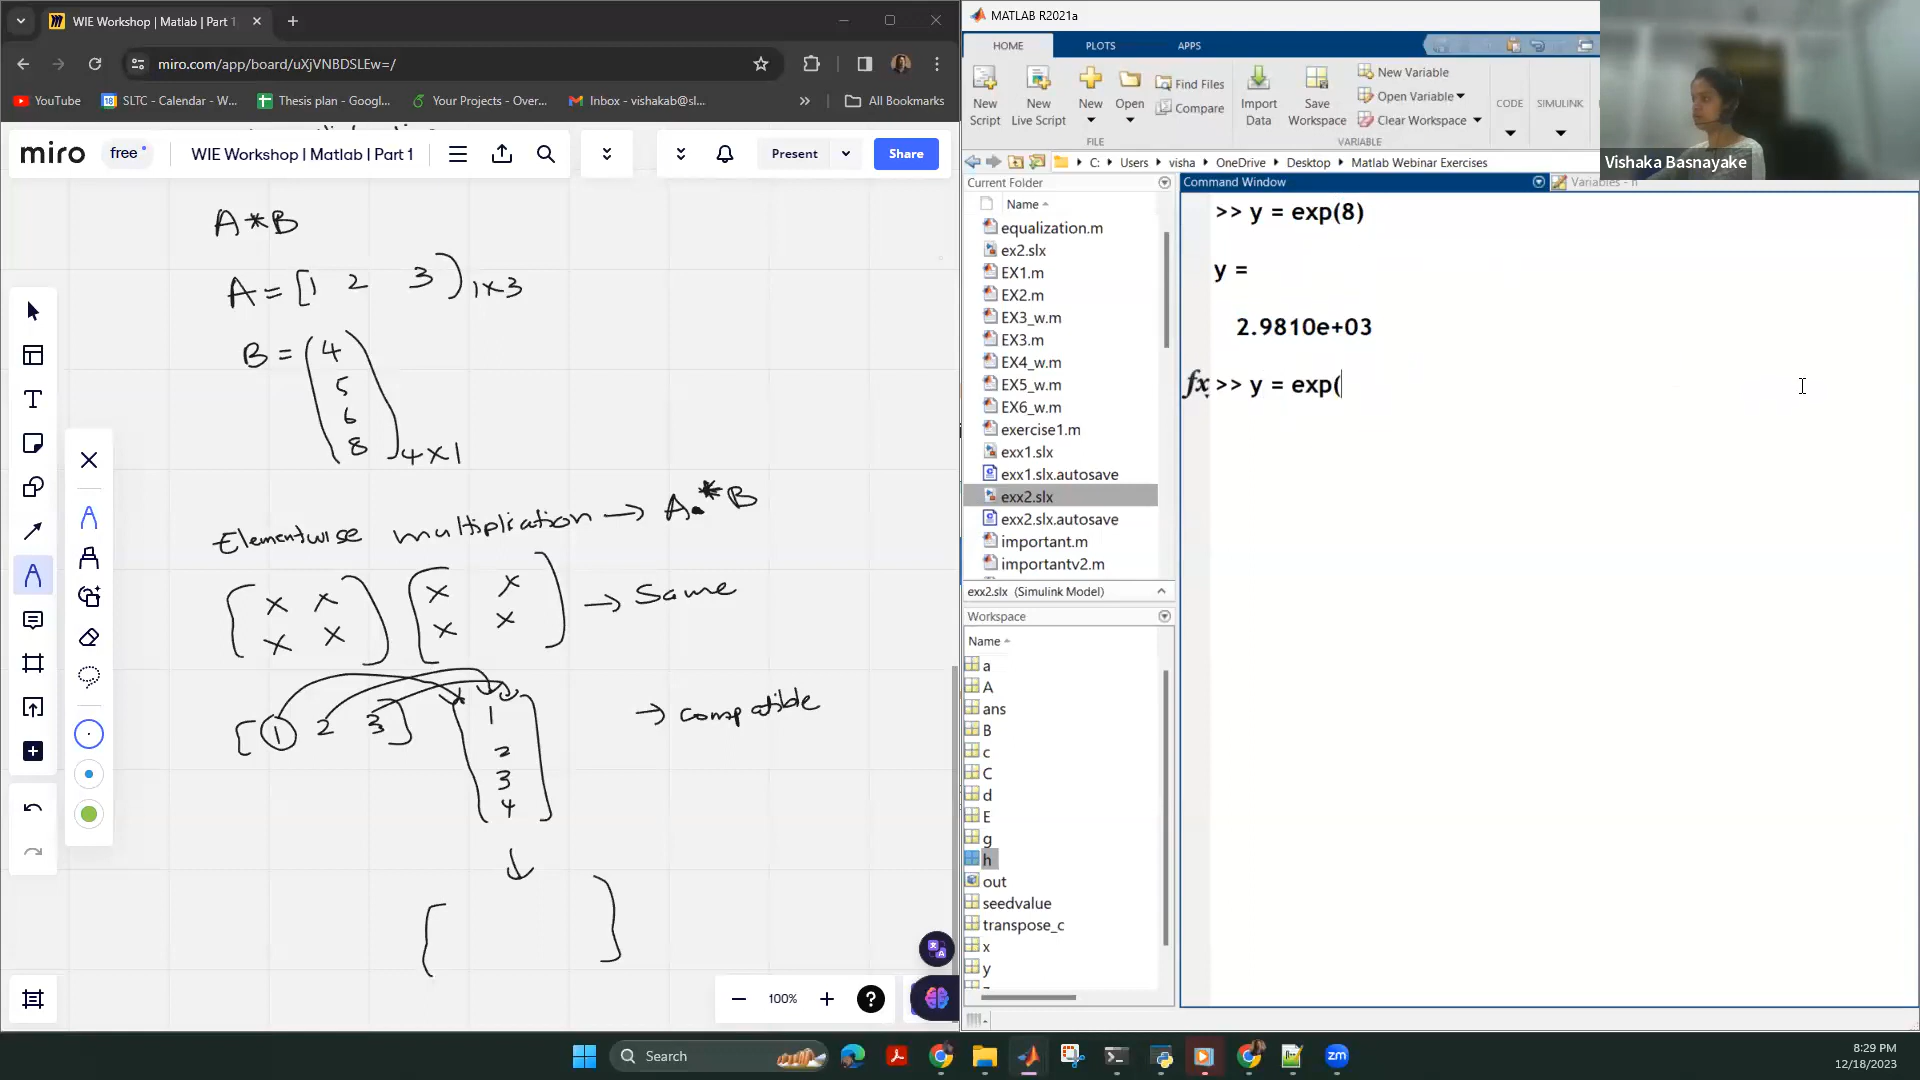 WIE Workshop | Matlab | Part 1
miro.com/app/board/uXjVNBDSLEw=/
YouTube
SLTC - Calendar - W...
Thesis plan - Googl...
Your Projects - Over...
Inbox - vishakab@sl...
All Bookmarks
miro
free
WIE Workshop | Matlab | Part 1
Present
Share
A*B
A = [1 2 3) 1x3
B = (4
5
6
8) 4x1
Elementwise multiplication → A.*B
[x x] [x x] → Same
x x x x
[1 2 3] [1 → compatible
2
3
4]
[ ]
100%
MATLAB R2021a
HOME
PLOTS
APPS
New Script
New Live Script
New
Open
Find Files
Compare
Import Data
Save Workspace
New Variable
Open Variable
Clear Workspace
CODE
SIMULINK
FILE
VARIABLE
C: Users visha OneDrive Desktop Matlab Webinar Exercises
Vishaka Basnayake
Current Folder
Name
equalization.m
ex2.slx
EX1.m
EX2.m
EX3_w.m
EX3.m
EX4_w.m
EX5_w.m
EX6_w.m
exercise1.m
exx1.slx
exx1.slx.autosave
exx2.slx
exx2.slx.autosave
important.m
importantv2.m
exx2.slx (Simulink Model)
Workspace
Name
a
A
ans
B
c
C
d
E
g
h
out
seedvalue
transpose_c
x
y
Command Window
Variables - h
>> y = exp(8)
y =
2.9810e+03
fx >> y = exp(
Search
zm
8:29 PM
12/18/2023